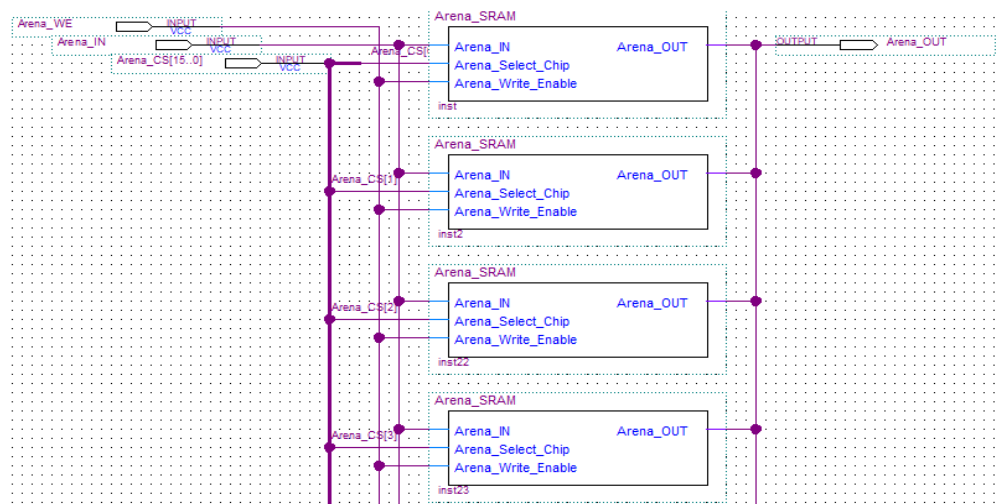 Arena_WE INPUT VCC
Arena_IN INPUT VCC
Arena_CS[15..0] INPUT VCC
Arena_SRAM
Arena_CS[
Arena_IN Arena_OUT
Arena_Select_Chip
Arena_Write_Enable
inst
OUTPUT Arena_OUT
Arena_SRAM
Arena_CS[1]
Arena_IN Arena_OUT
Arena_Select_Chip
Arena_Write_Enable
inst2
Arena_SRAM
Arena_CS[2]
Arena_IN Arena_OUT
Arena_Select_Chip
Arena_Write_Enable
inst22
Arena_SRAM
Arena_CS[3]
Arena_IN Arena_OUT
Arena_Select_Chip
Arena_Write_Enable
inst23